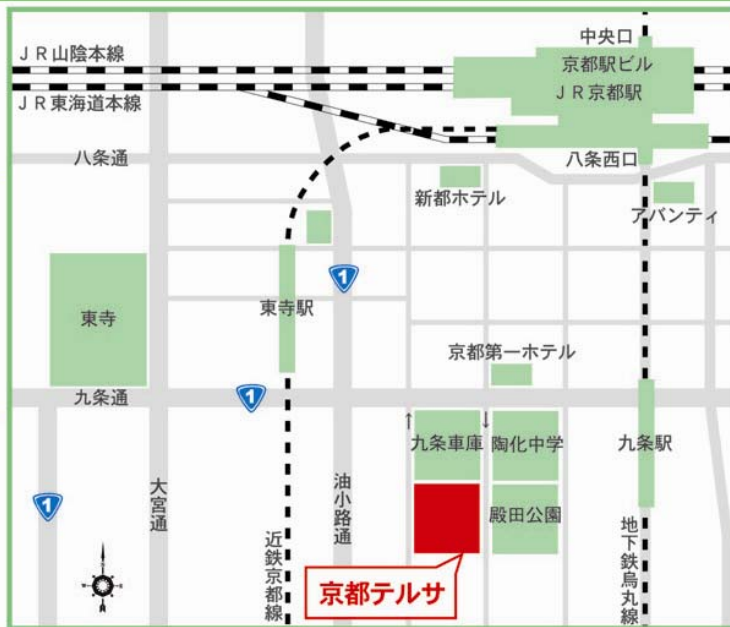 中央口
JR山陰本線
京都駅ビル
JR京都駅
JR東海道本線
八条通
八条西口
新都ホテル
アバンティ
1
東寺駅
東寺
京都第一ホテル
1
九条通
九条車庫
陶化中学
九条駅
1
大宮通
油小路通
殿田公園
近鉄京都線
地下鉄烏丸線
京都テルサ